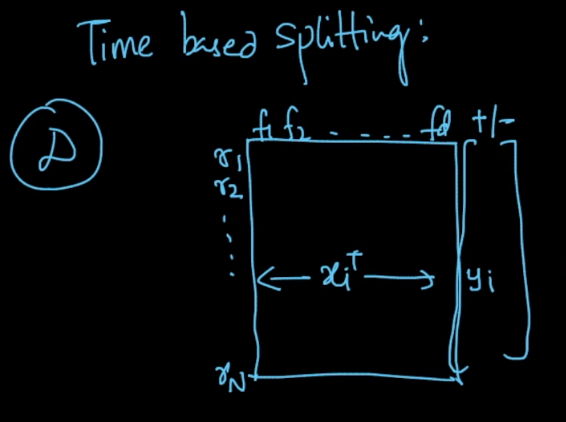 Time based splitting:
D
f1 f2 - - - - - fd +/-
r1
r2
xiᵀ yi
rN